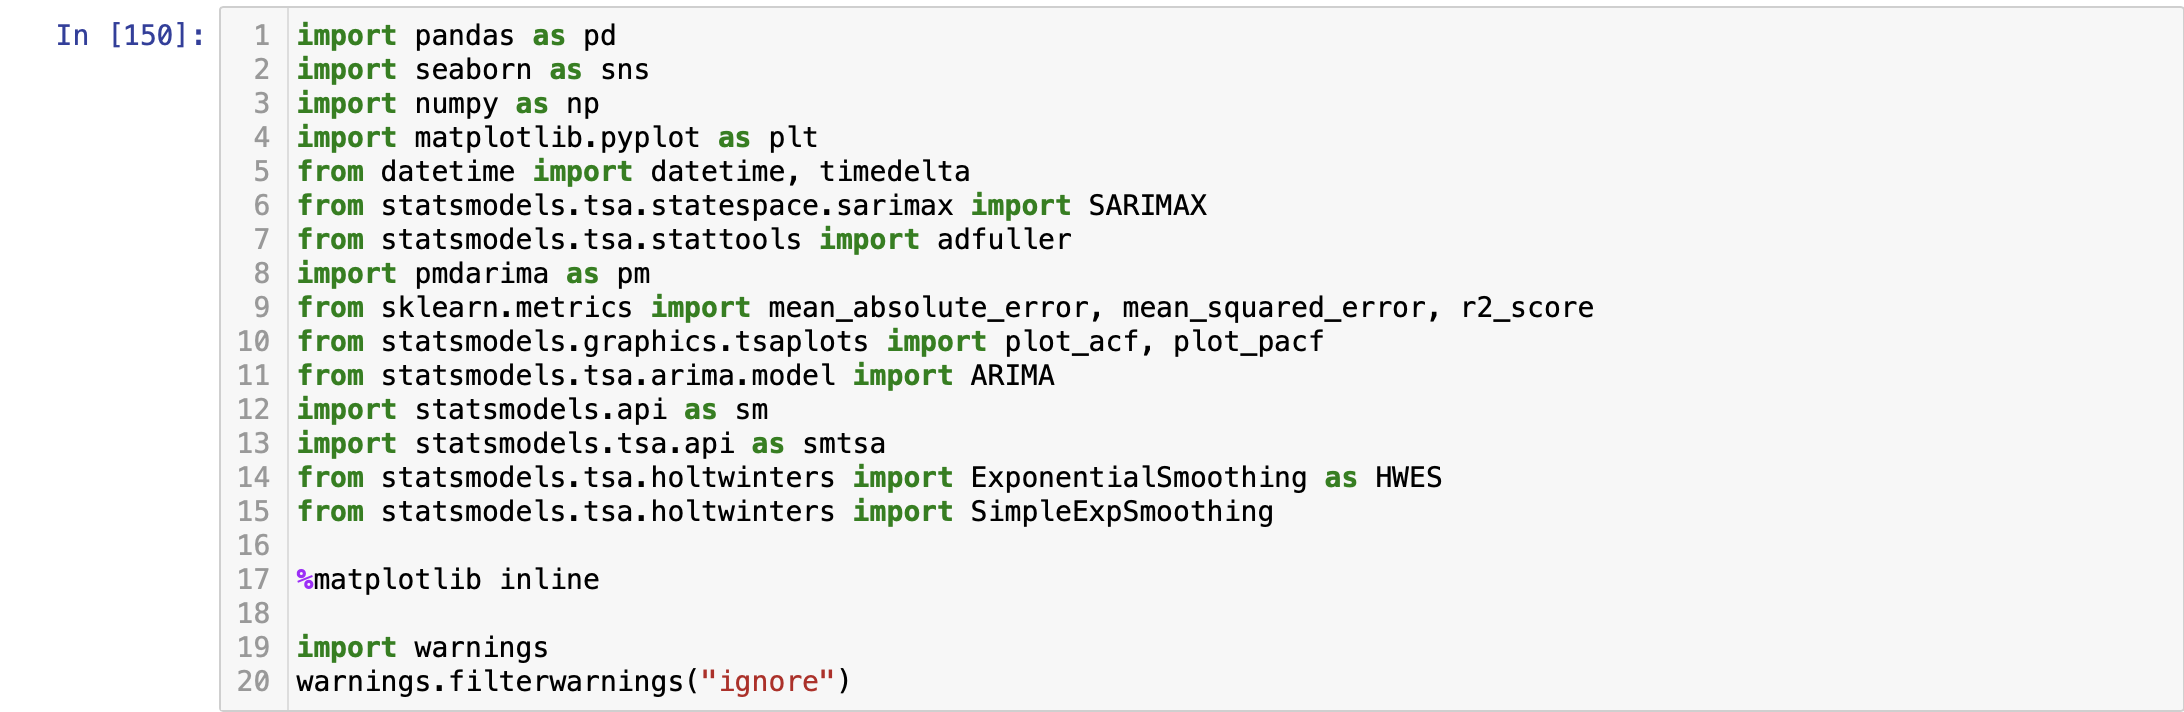 In [150]:
1 import pandas as pd
2 import seaborn as sns
3 import numpy as np
4 import matplotlib.pyplot as plt
5 from datetime import datetime, timedelta
6 from statsmodels.tsa.statespace.sarimax import SARIMAX
7 from statsmodels.tsa.stattools import adfuller
8 import pmdarima as pm
9 from sklearn.metrics import mean_absolute_error, mean_squared_error, r2_score
10 from statsmodels.graphics.tsaplots import plot_acf, plot_pacf
11 from statsmodels.tsa.arima.model import ARIMA
12 import statsmodels.api as sm
13 import statsmodels.tsa.api as smtsa
14 from statsmodels.tsa.holtwinters import ExponentialSmoothing as HWES
15 from statsmodels.tsa.holtwinters import SimpleExpSmoothing
16
17 %matplotlib inline
18
19 import warnings
20 warnings.filterwarnings("ignore")